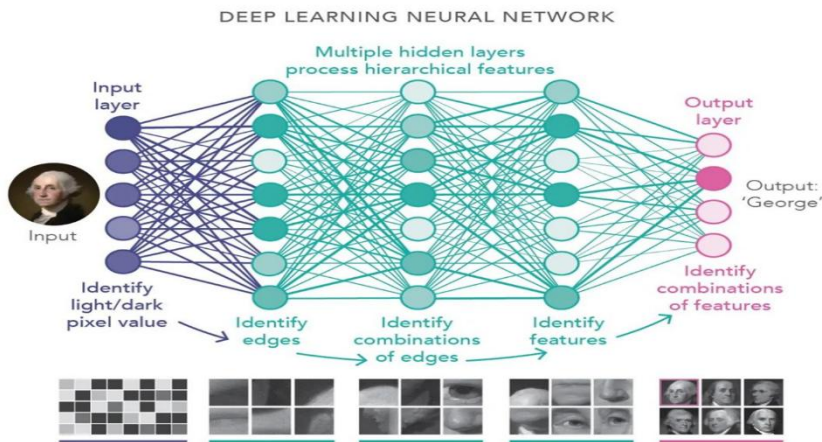 DEEP LEARNING NEURAL NETWORK
Multiple hidden layers
process hierarchical features
Input
layer
Output
layer
Input
Output:
'George'
Identify
light/dark
pixel value
Identify
edges
Identify
combinations
of edges
Identify
features
Identify
combinations
of features